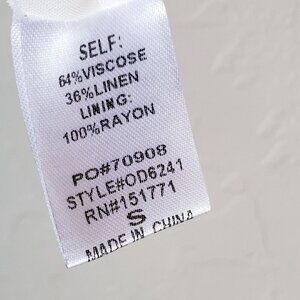 SELF:
64%VISCOSE
36%LINEN
LINING:
100%RAYON
PO#70908
STYLE#OD6241
RN#151771
S
MADE IN CHINA